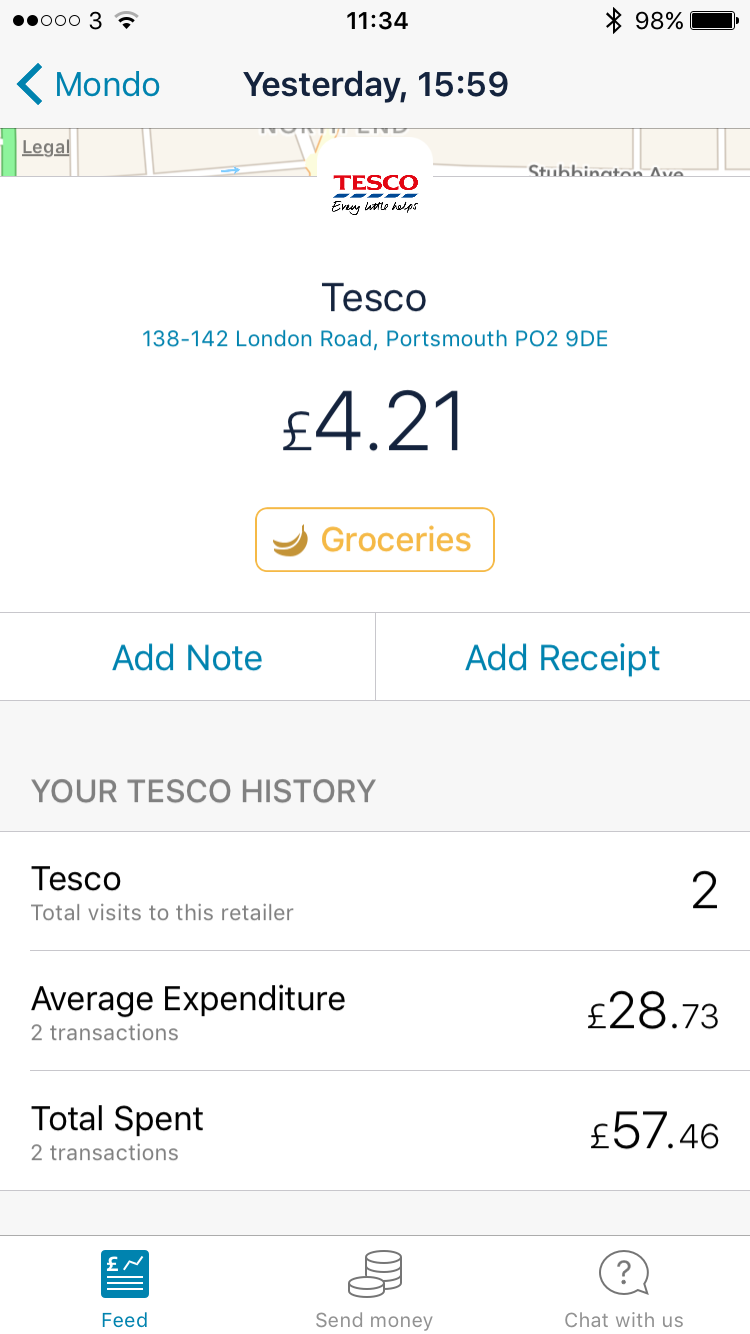 3 11:34 98%
Mondo Yesterday, 15:59
NORTH END
Legal
Stubbington Ave
TESCO
Every little helps
Tesco
138-142 London Road, Portsmouth PO2 9DE
£4.21
Groceries
Add Note Add Receipt
YOUR TESCO HISTORY
Tesco 2
Total visits to this retailer
Average Expenditure £28.73
2 transactions
Total Spent £57.46
2 transactions
£
?
Feed Send money Chat with us